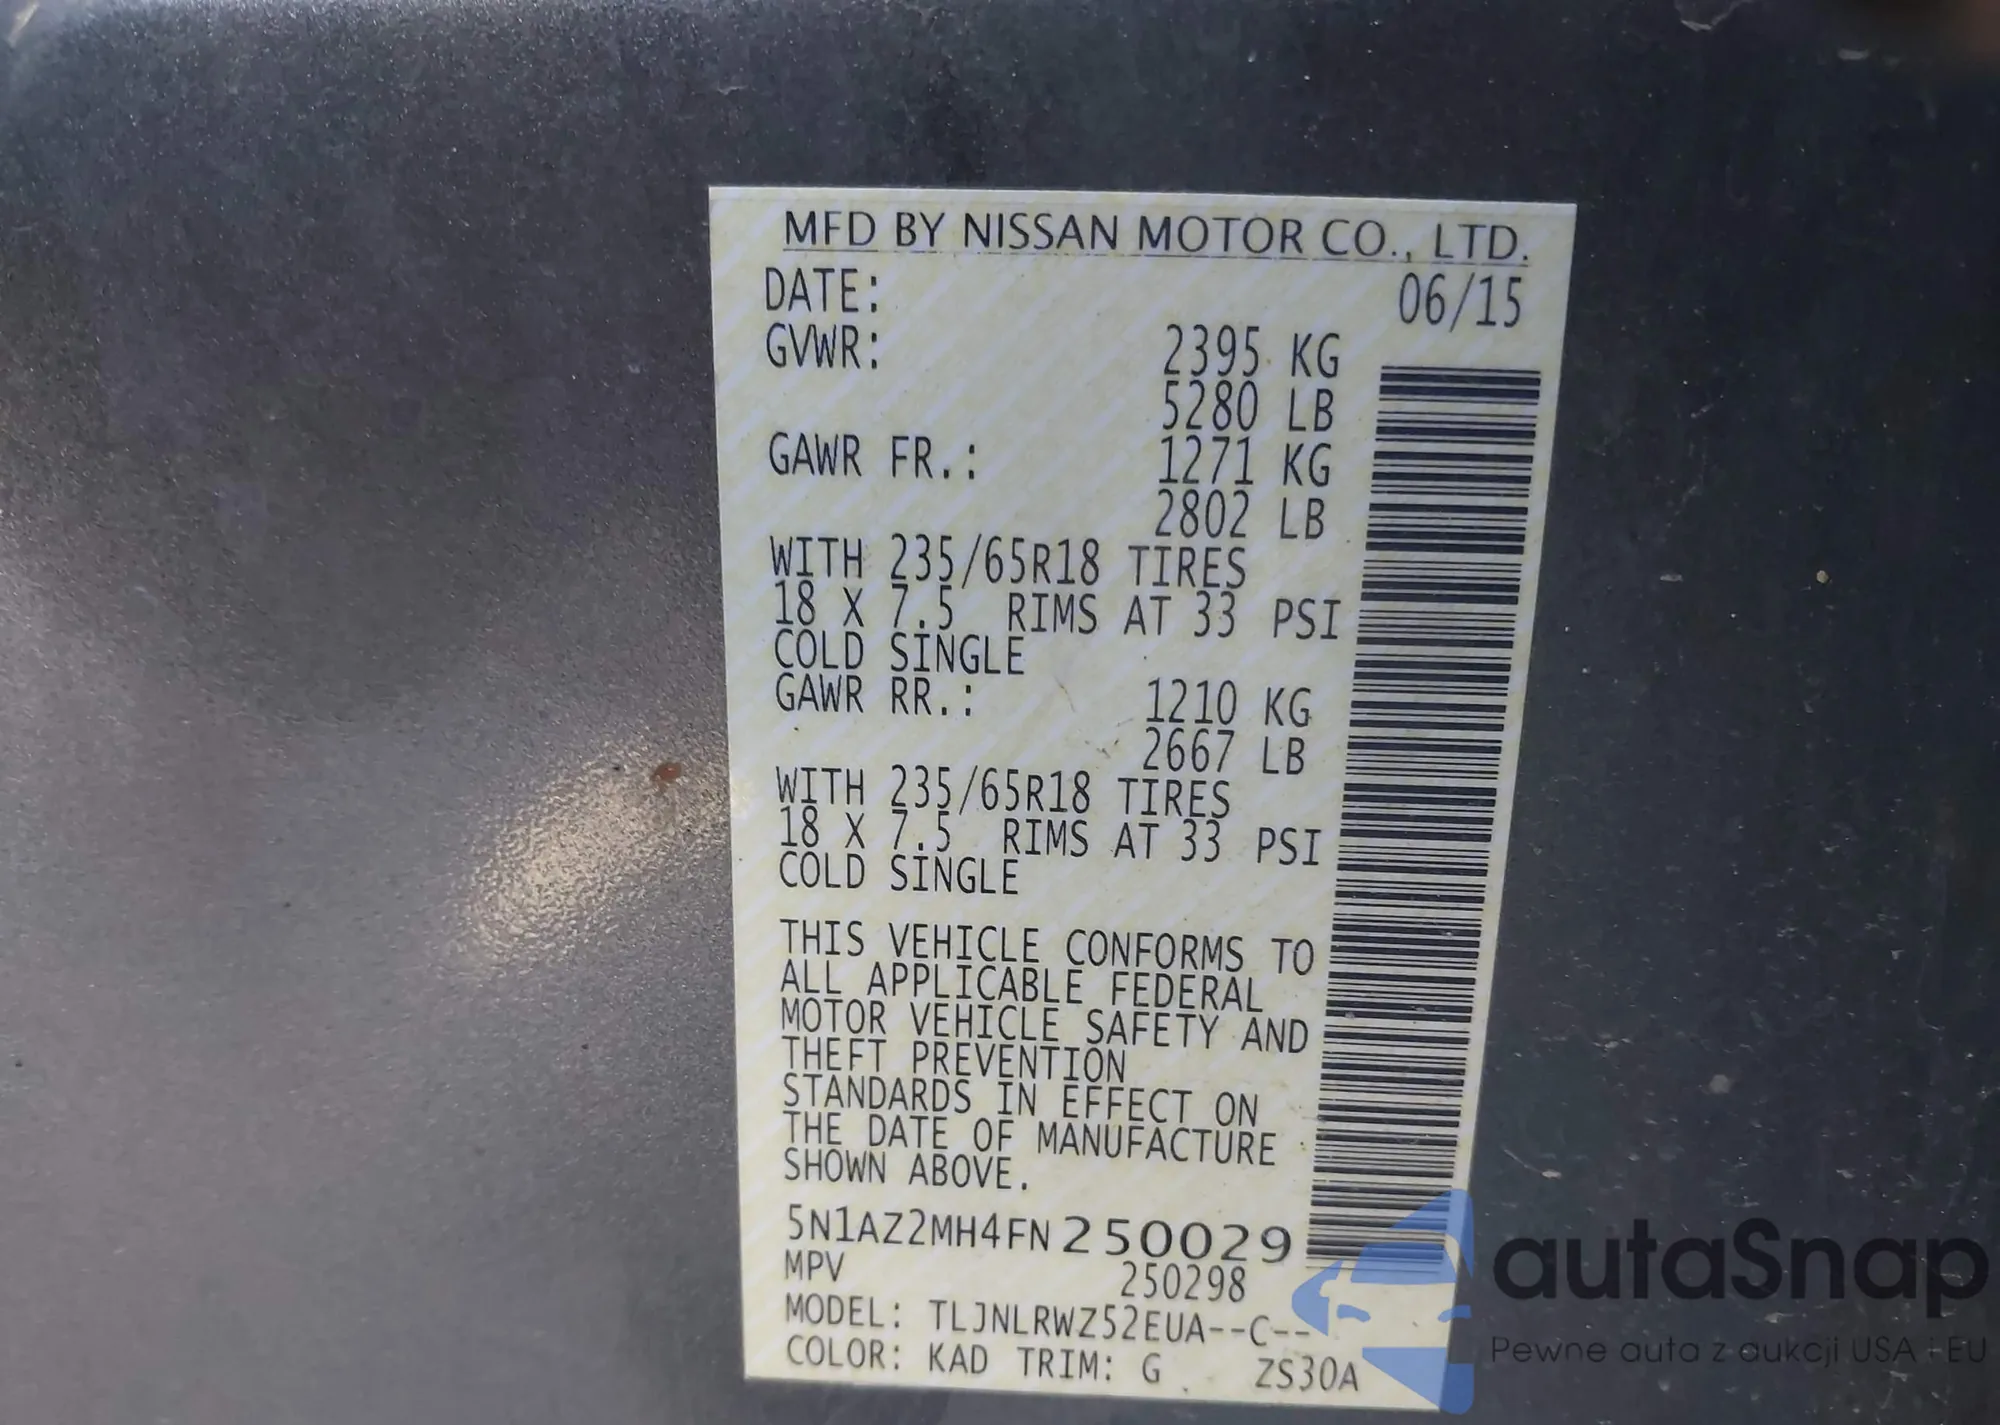 MFD BY NISSAN MOTOR CO., LTD.
DATE: 06/15
GVWR: 2395 KG
5280 LB
GAWR FR.: 1271 KG
2802 LB
WITH 235/65R18 TIRES
18 X 7.5 RIMS AT 33 PSI
COLD SINGLE
GAWR RR.: 1210 KG
2667 LB
WITH 235/65R18 TIRES
18 X 7.5 RIMS AT 33 PSI
COLD SINGLE
THIS VEHICLE CONFORMS TO
ALL APPLICABLE FEDERAL
MOTOR VEHICLE SAFETY AND
THEFT PREVENTION
STANDARDS IN EFFECT ON
THE DATE OF MANUFACTURE
SHOWN ABOVE.
5N1AZ2MH4FN250029
MPV 250298
MODEL: TLJNLRWZ52EUA--C--
COLOR: KAD TRIM: G ZS30A
autaSnap
Pewne auta z aukcji USA i EU